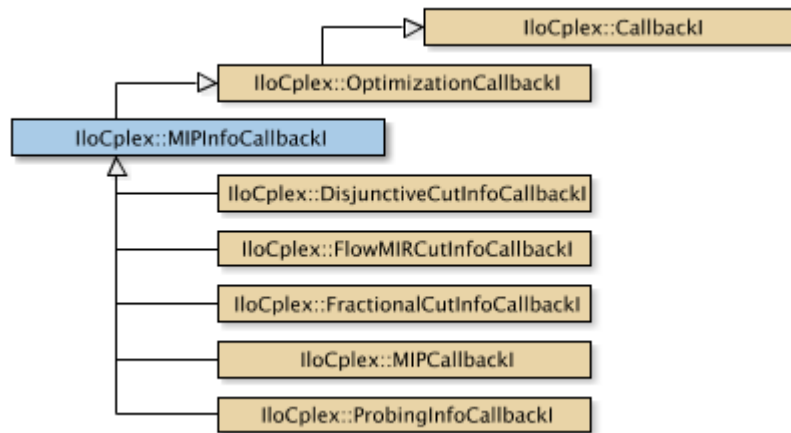 IloCplex::CallbackI
IloCplex::OptimizationCallbackI
IloCplex::MIPInfoCallbackI
IloCplex::DisjunctiveCutInfoCallbackI
IloCplex::FlowMIRCutInfoCallbackI
IloCplex::FractionalCutInfoCallbackI
IloCplex::MIPCallbackI
IloCplex::ProbingInfoCallbackI